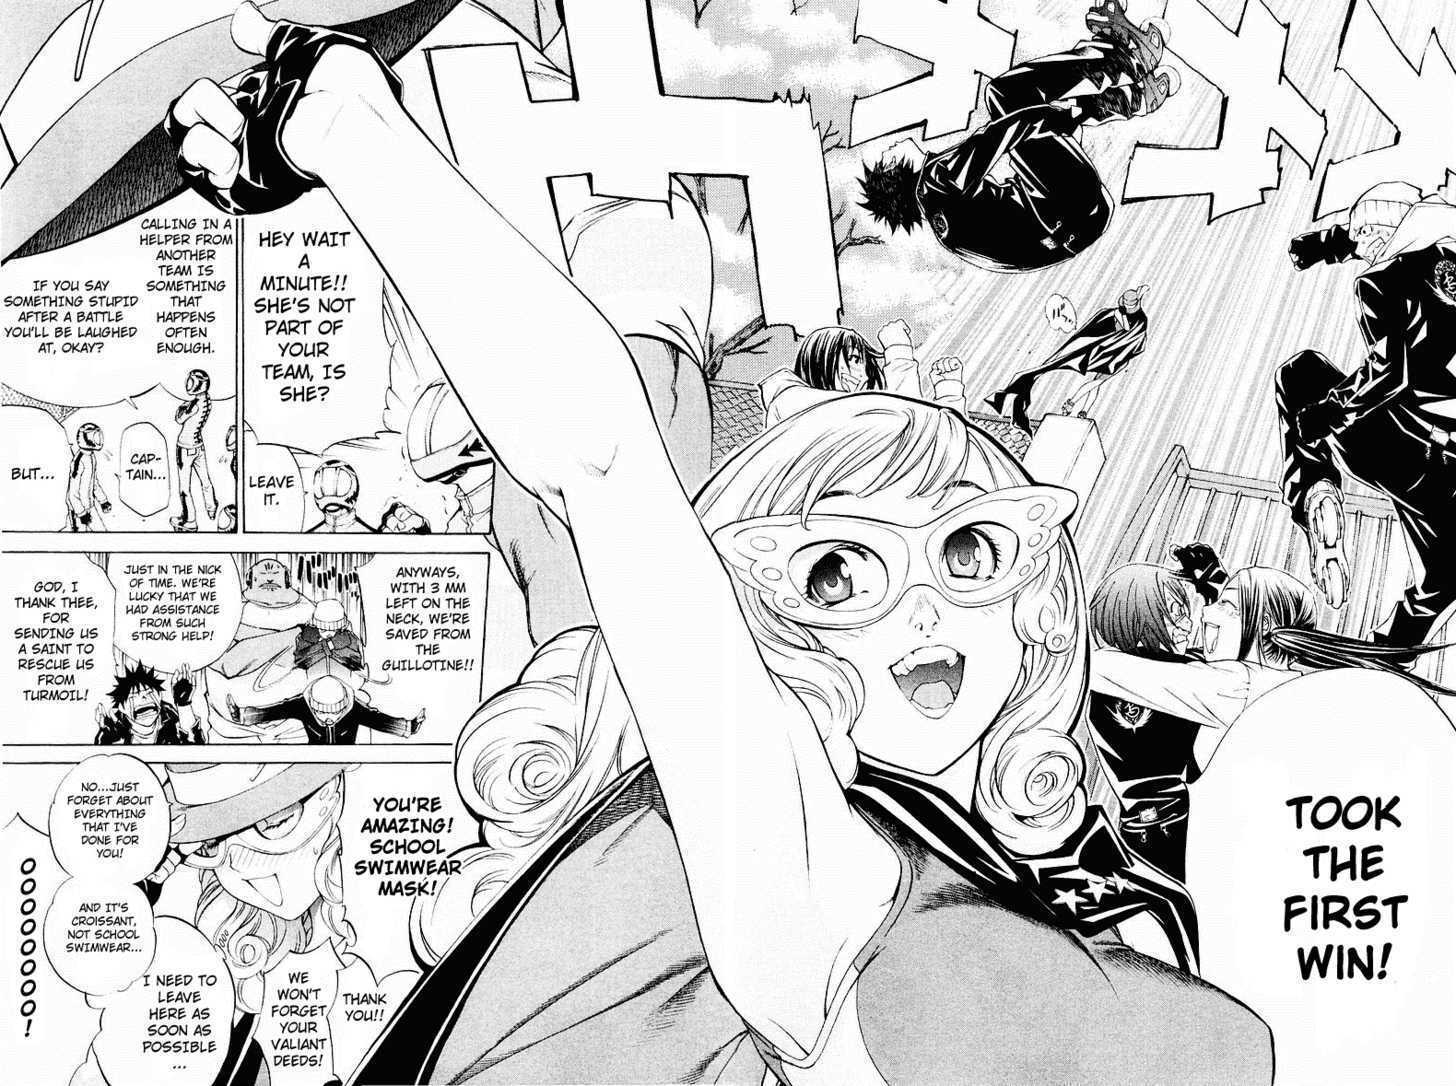 TOOK
THE
FIRST
WIN!
HEY WAIT
A
MINUTE!!
SHE'S NOT
PART OF
YOUR
TEAM, IS
SHE?
LEAVE
IT.
CALLING IN A
HELPER FROM
ANOTHER
TEAM IS
SOMETHING
THAT
HAPPENS
OFTEN
ENOUGH.
IF YOU SAY
SOMETHING STUPID
AFTER A BATTLE
YOU'LL BE LAUGHED
AT, OKAY?
CAP-
TAIN...
BUT...
ANYWAYS,
WITH 3 MM
LEFT ON THE
NECK, WE'RE
SAVED FROM
THE
GUILLOTINE!!
JUST IN THE NICK
OF TIME. WE'RE
LUCKY THAT WE
HAD ASSISTANCE
FROM SUCH
STRONG HELP!
GOD, I
THANK THEE,
FOR
SENDING US
A SAINT TO
RESCUE US
FROM
TURMOIL!
YOU'RE
AMAZING!
SCHOOL
SWIMWEAR
MASK!
THANK
YOU!!
WE
WON'T
FORGET
YOUR
VALIANT
DEEDS!
NO...JUST
FORGET ABOUT
EVERYTHING
THAT I'VE
DONE FOR
YOU!
AND IT'S
CROISSANT,
NOT SCHOOL
SWIMWEAR...
I NEED TO
LEAVE
HERE AS
SOON AS
POSSIBLE
...
OOOOOOOO!